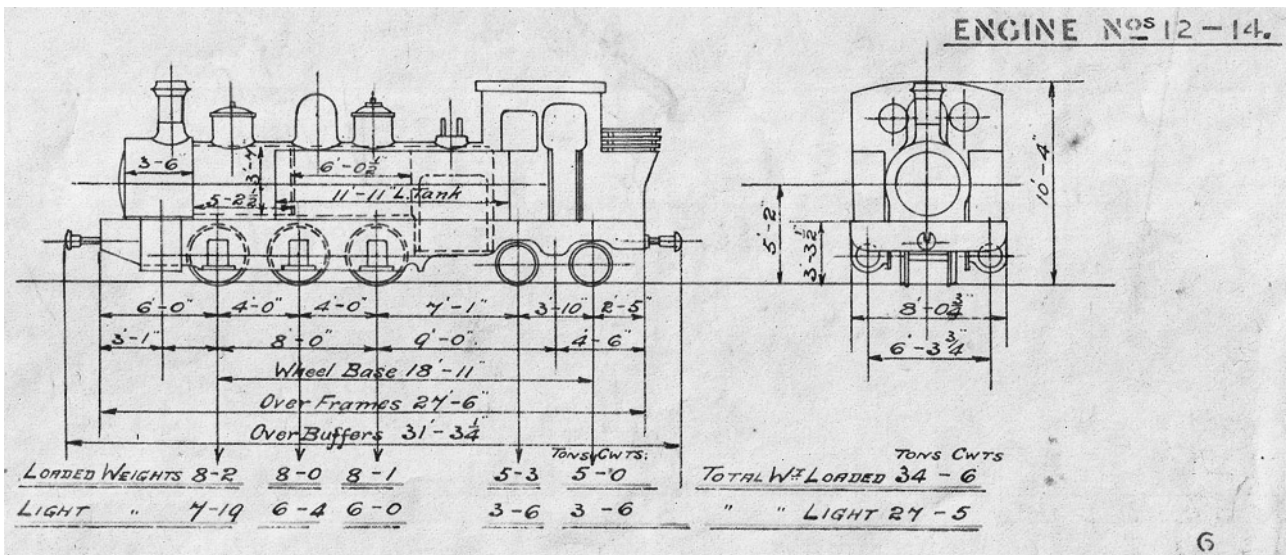 ENGINE Nos 12 - 14.
3'-6"
3'-7"
6'-0½"
5'-2½"
11'-11" L. Tank
10'-4"
5'-2"
3'-3½"
6'-0" 4'-0" 4'-0" 7'-1" 3'-10" 2'-5"
3'-1" 8'-0" 9'-0" 4'-6"
8'-0¾"
6'-3¾"
Wheel Base 18'-11"
Over Frames 27'-6"
Over Buffers 31'-3¼"
TONS CWTS. TONS CWTS
LOADED WEIGHTS 8-2 8-0 8-1 5-3 5-0 TOTAL WT. LOADED 34 - 6
LIGHT " 7-19 6-4 6-0 3-6 3-6 " " LIGHT 27 - 5
6